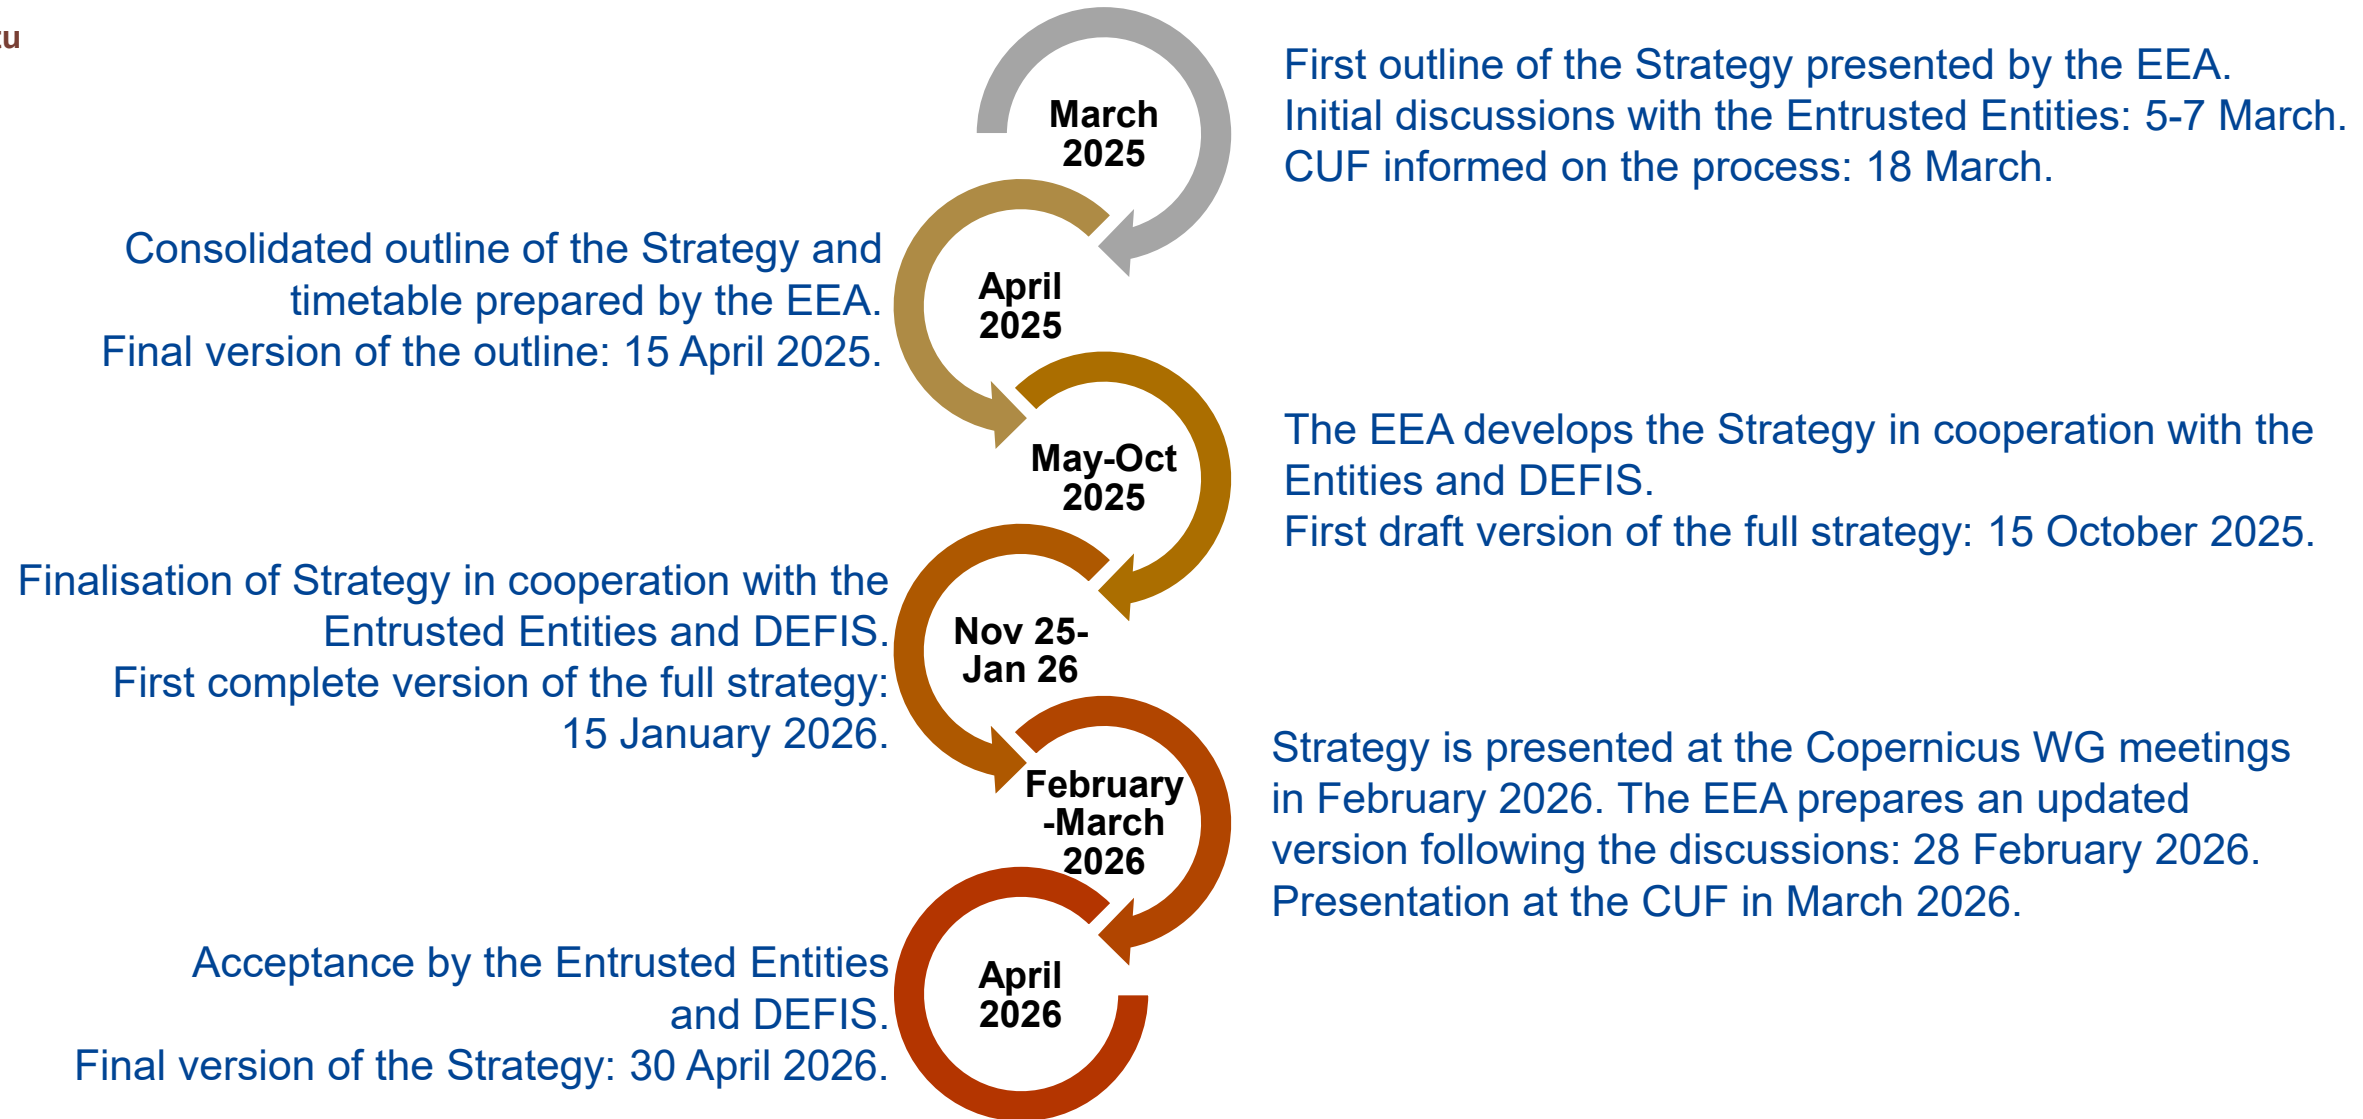 March
2025
First outline of the Strategy presented by the EEA.
Initial discussions with the Entrusted Entities: 5-7 March.
CUF informed on the process: 18 March.
Consolidated outline of the Strategy and
timetable prepared by the EEA.
Final version of the outline: 15 April 2025.
April
2025
May-Oct
2025
The EEA develops the Strategy in cooperation with the
Entities and DEFIS.
First draft version of the full strategy: 15 October 2025.
Finalisation of Strategy in cooperation with the
Entrusted Entities and DEFIS.
First complete version of the full strategy:
15 January 2026.
Nov 25-
Jan 26
February
-March
2026
Strategy is presented at the Copernicus WG meetings
in February 2026. The EEA prepares an updated
version following the discussions: 28 February 2026.
Presentation at the CUF in March 2026.
Acceptance by the Entrusted Entities
and DEFIS.
Final version of the Strategy: 30 April 2026.
April
2026